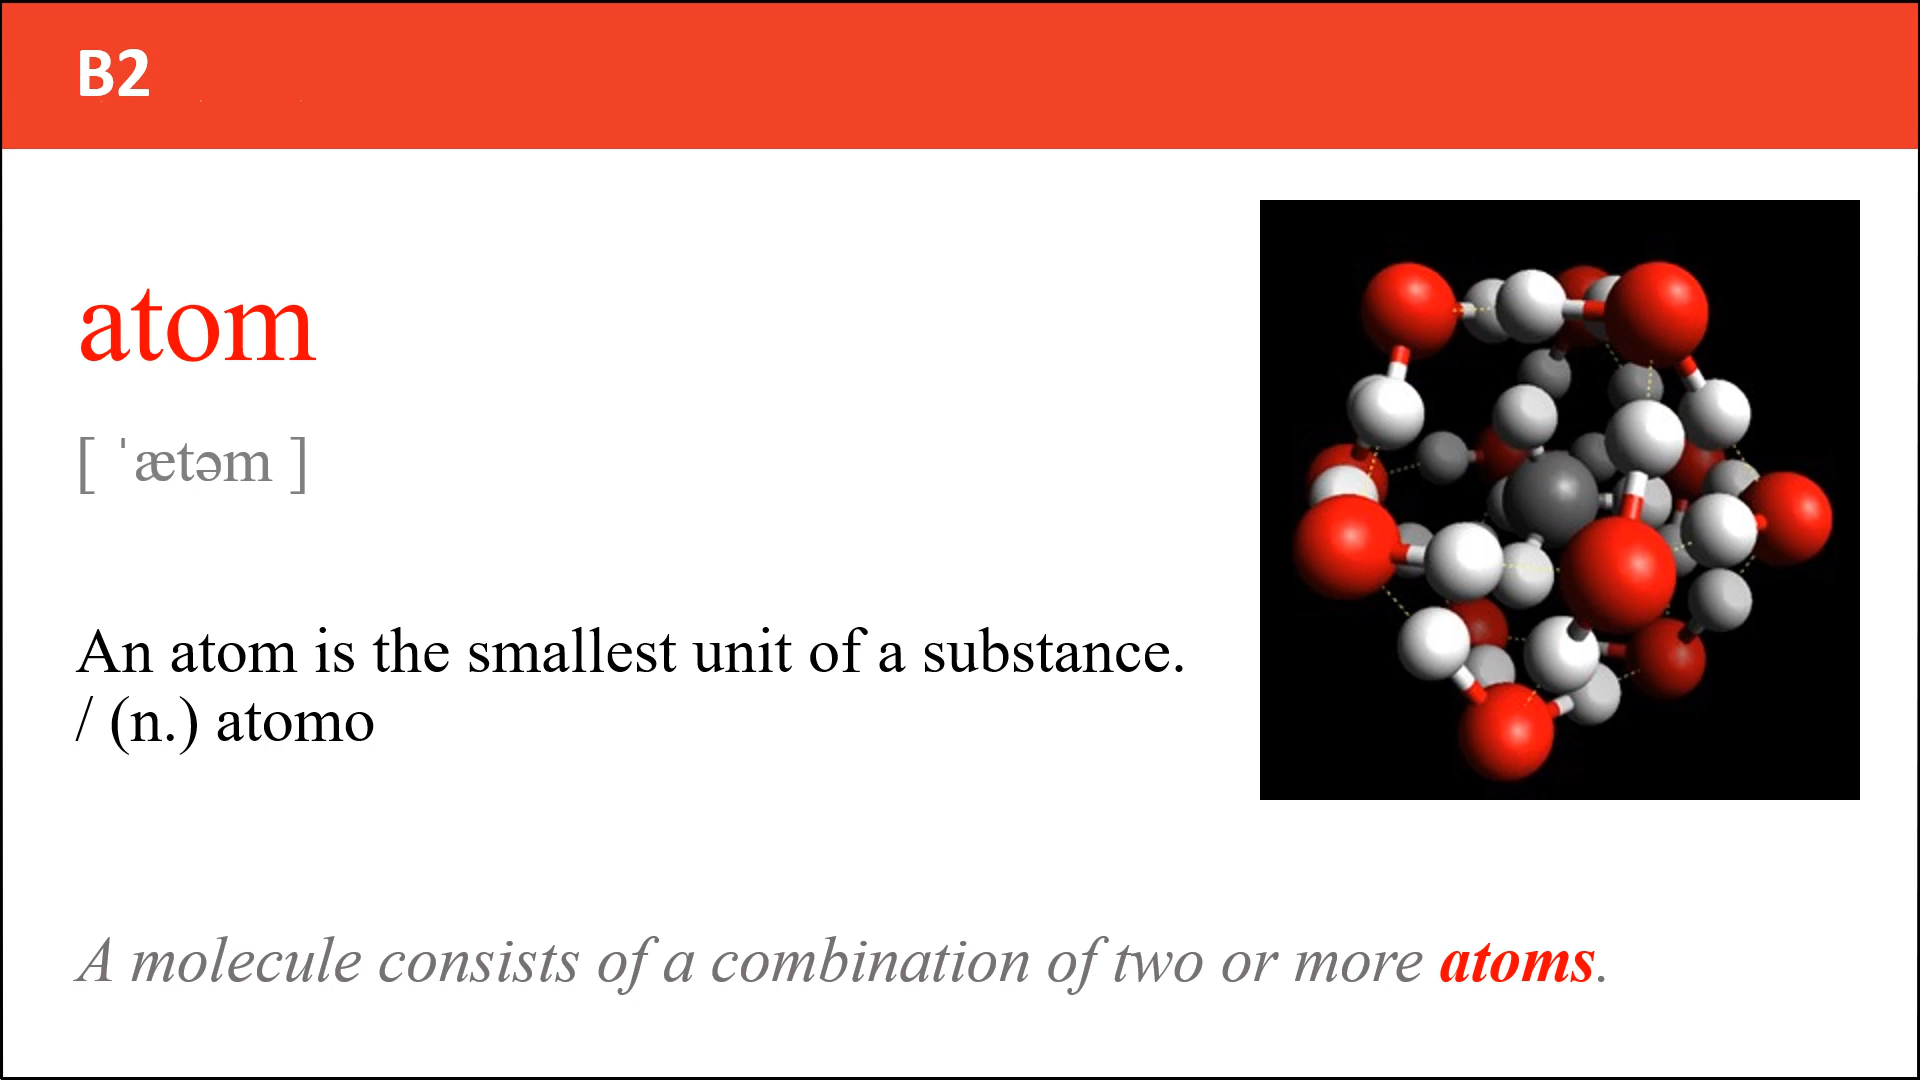 B2
atom
[ ˈætəm ]
An atom is the smallest unit of a substance.
/ (n.) atomo
A molecule consists of a combination of two or more atoms.